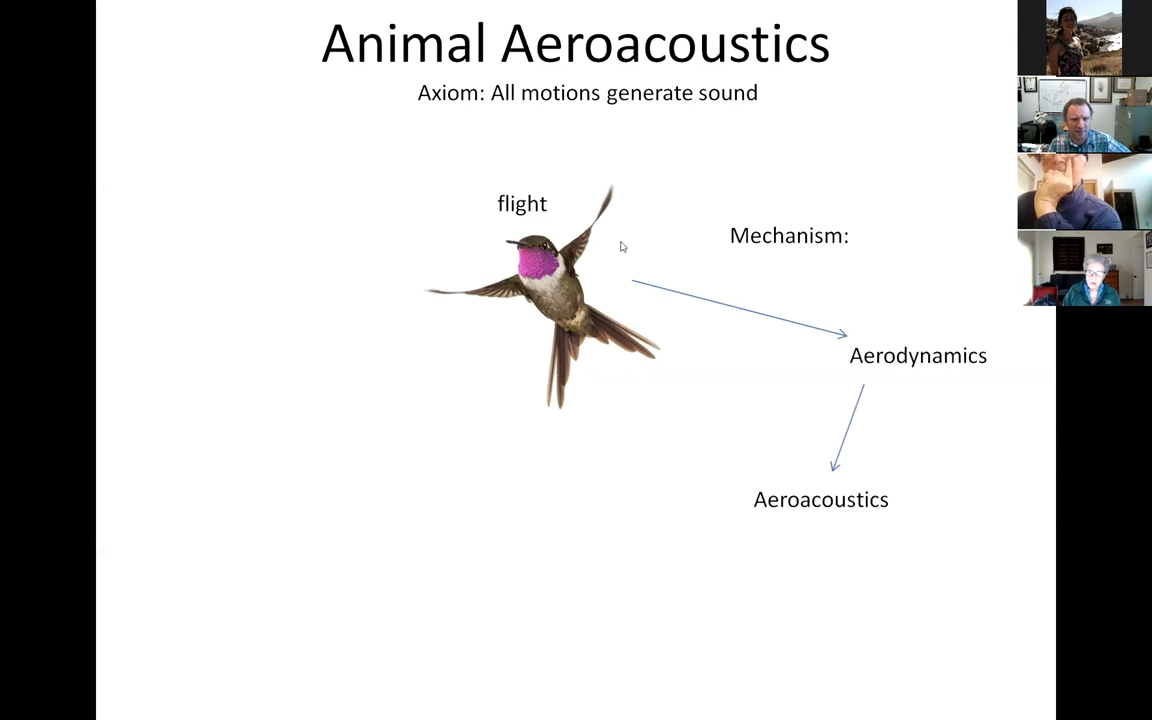 Animal Aeroacoustics
Axiom: All motions generate sound
flight
Mechanism:
Aerodynamics
Aeroacoustics